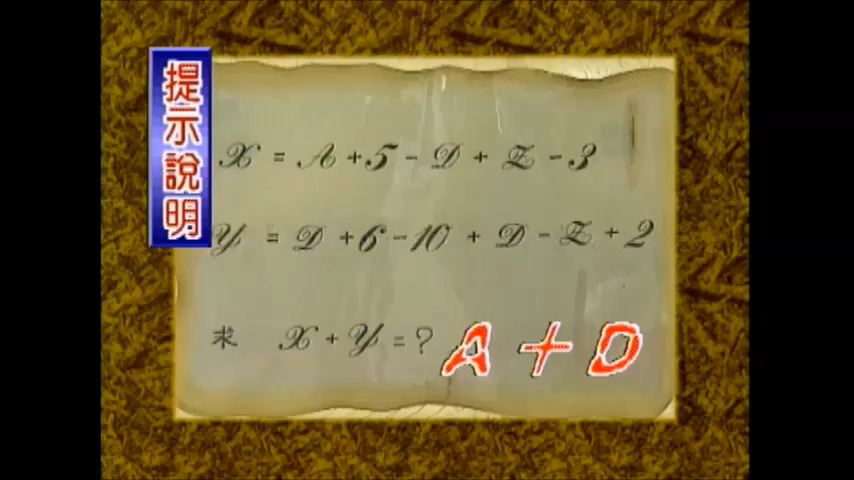 提示說明
X = A + 5 - D + Z - 3
Y = D + 6 - 10 + D - Z + 2
求 X + Y = ? A + D